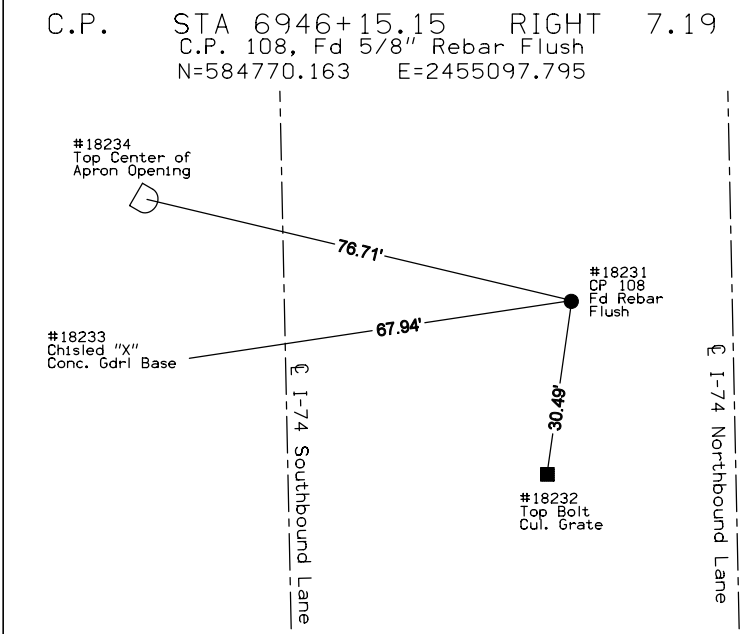 C.P. STA 6946+15.15 RIGHT 7.19
C.P. 108, Fd 5/8" Rebar Flush
N=584770.163 E=2455097.795
#18234
Top Center of
Apron Opening
76.71'
#18231
CP 108
Fd Rebar
Flush
67.94'
#18233
Chisled "X"
Conc. Gdrl Base
30.49'
#18232
Top Bolt
Cul. Grate
℄ I-74 Southbound Lane
℄ I-74 Northbound Lane